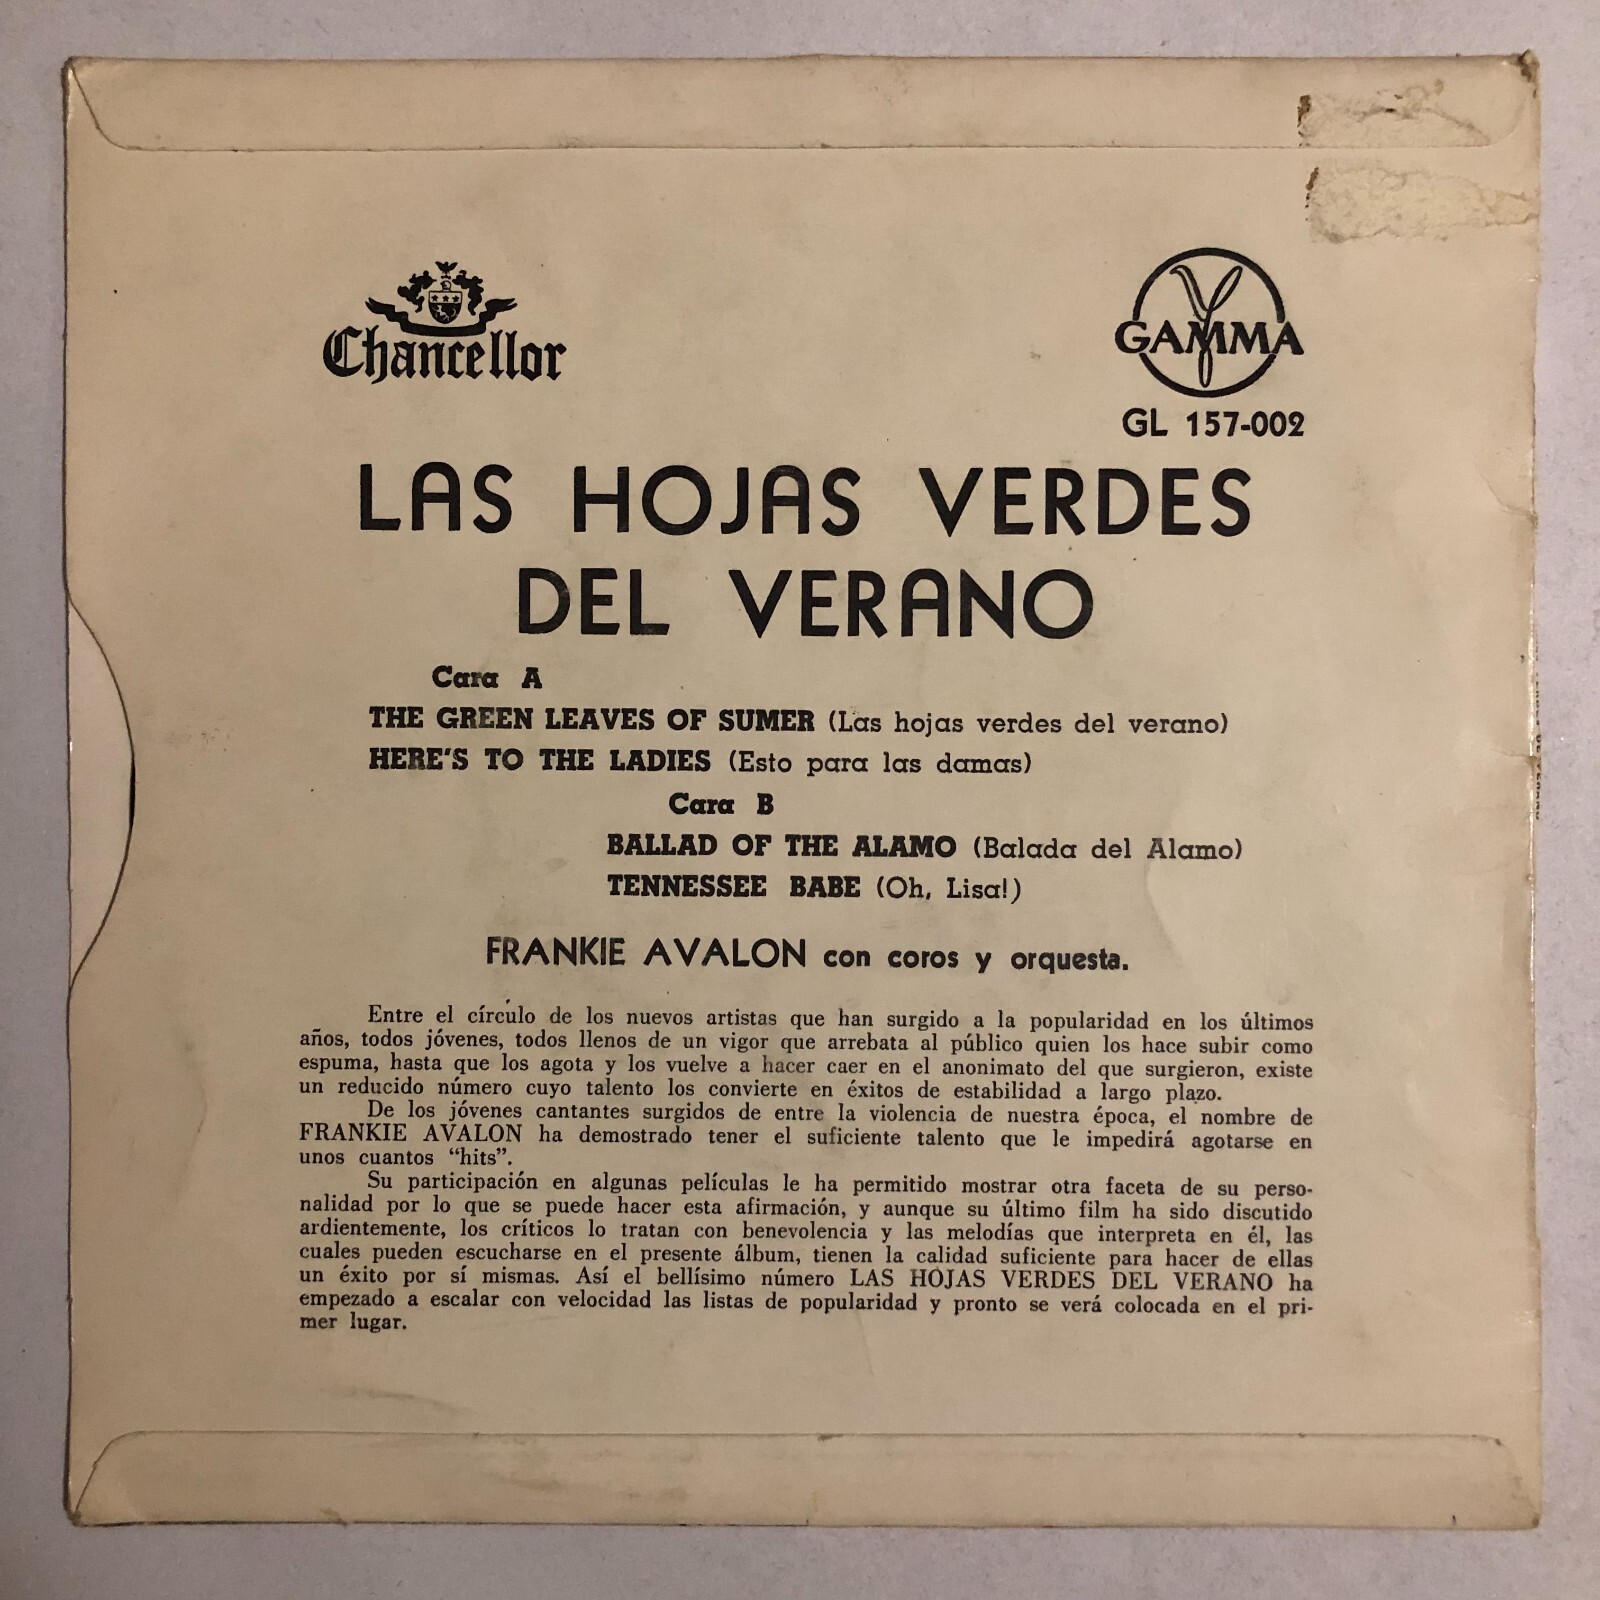 Chancellor
GAMMA
GL 157-002
LAS HOJAS VERDES
DEL VERANO
Cara A
THE GREEN LEAVES OF SUMER (Las hojas verdes del verano)
HERE'S TO THE LADIES (Esto para las damas)
Cara B
BALLAD OF THE ALAMO (Balada del Alamo)
TENNESSEE BABE (Oh, Lisa!)
FRANKIE AVALON con coros y orquesta.
Entre el círculo de los nuevos artistas que han surgido a la popularidad en los últimos
años, todos jóvenes, todos llenos de un vigor que arrebata al público quien los hace subir como
espuma, hasta que los agota y los vuelve a hacer caer en el anonimato del que surgieron, existe
un reducido número cuyo talento los convierte en éxitos de estabilidad a largo plazo.
De los jóvenes cantantes surgidos de entre la violencia de nuestra época, el nombre de
FRANKIE AVALON ha demostrado tener el suficiente talento que le impedirá agotarse en
unos cuantos “hits”.
Su participación en algunas películas le ha permitido mostrar otra faceta de su perso-
nalidad por lo que se puede hacer esta afirmación, y aunque su último film ha sido discutido
ardientemente, los críticos lo tratan con benevolencia y las melodías que interpreta en él, las
cuales pueden escucharse en el presente álbum, tienen la calidad suficiente para hacer de ellas
un éxito por sí mismas. Así el bellísimo número LAS HOJAS VERDES DEL VERANO ha
empezado a escalar con velocidad las listas de popularidad y pronto se verá colocada en el pri-
mer lugar.